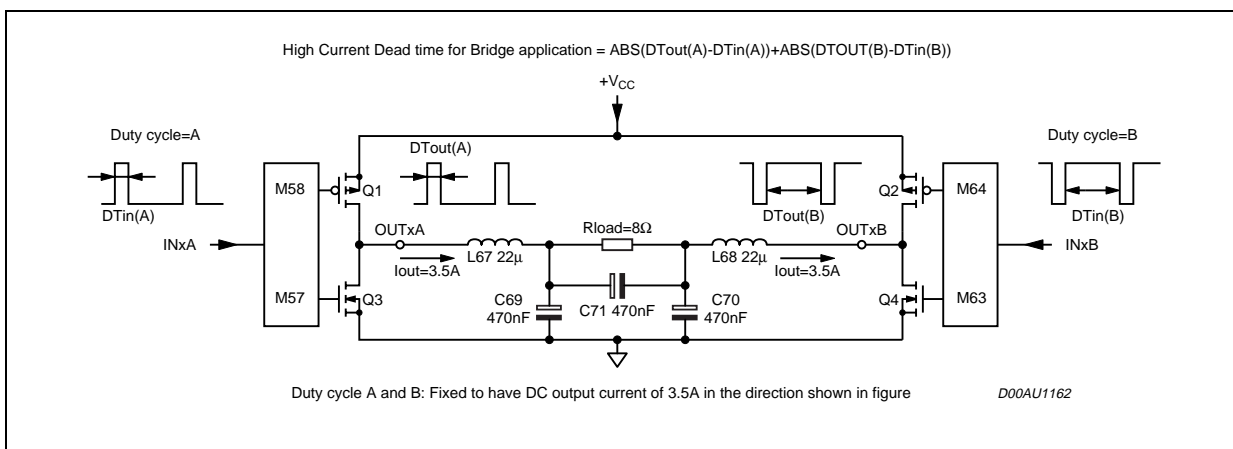 High Current Dead time for Bridge application = ABS(DTout(A)-DTin(A))+ABS(DTOUT(B)-DTin(B))
+VCC
Duty cycle=A
Duty cycle=B
DTout(A)
M58
Q1
Q2
M64
DTin(A)
DTout(B)
DTin(B)
Rload=8Ω
INxA
OUTxA
OUTxB
INxB
L67 22μ
L68 22μ
Iout=3.5A
Iout=3.5A
M57
Q3
Q4
M63
C69
470nF
C71 470nF
C70
470nF
Duty cycle A and B: Fixed to have DC output current of 3.5A in the direction shown in figure
D00AU1162